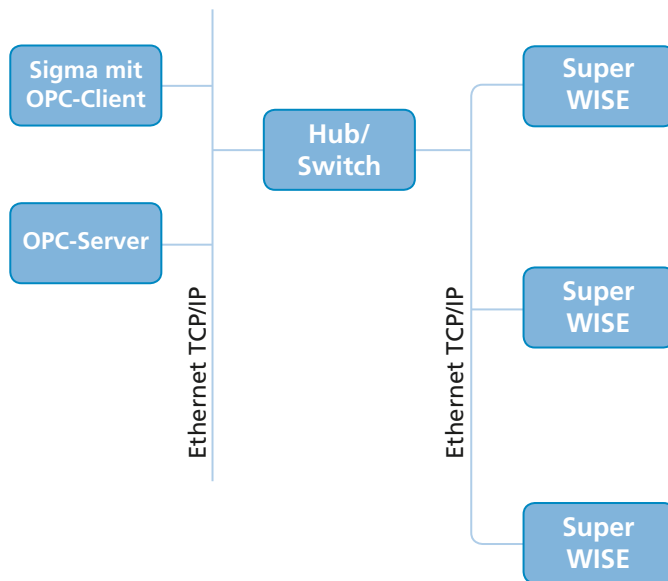 Sigma mit
OPC-Client
OPC-Server
Ethernet TCP/IP
Hub/
Switch
Ethernet TCP/IP
Super
WISE
Super
WISE
Super
WISE